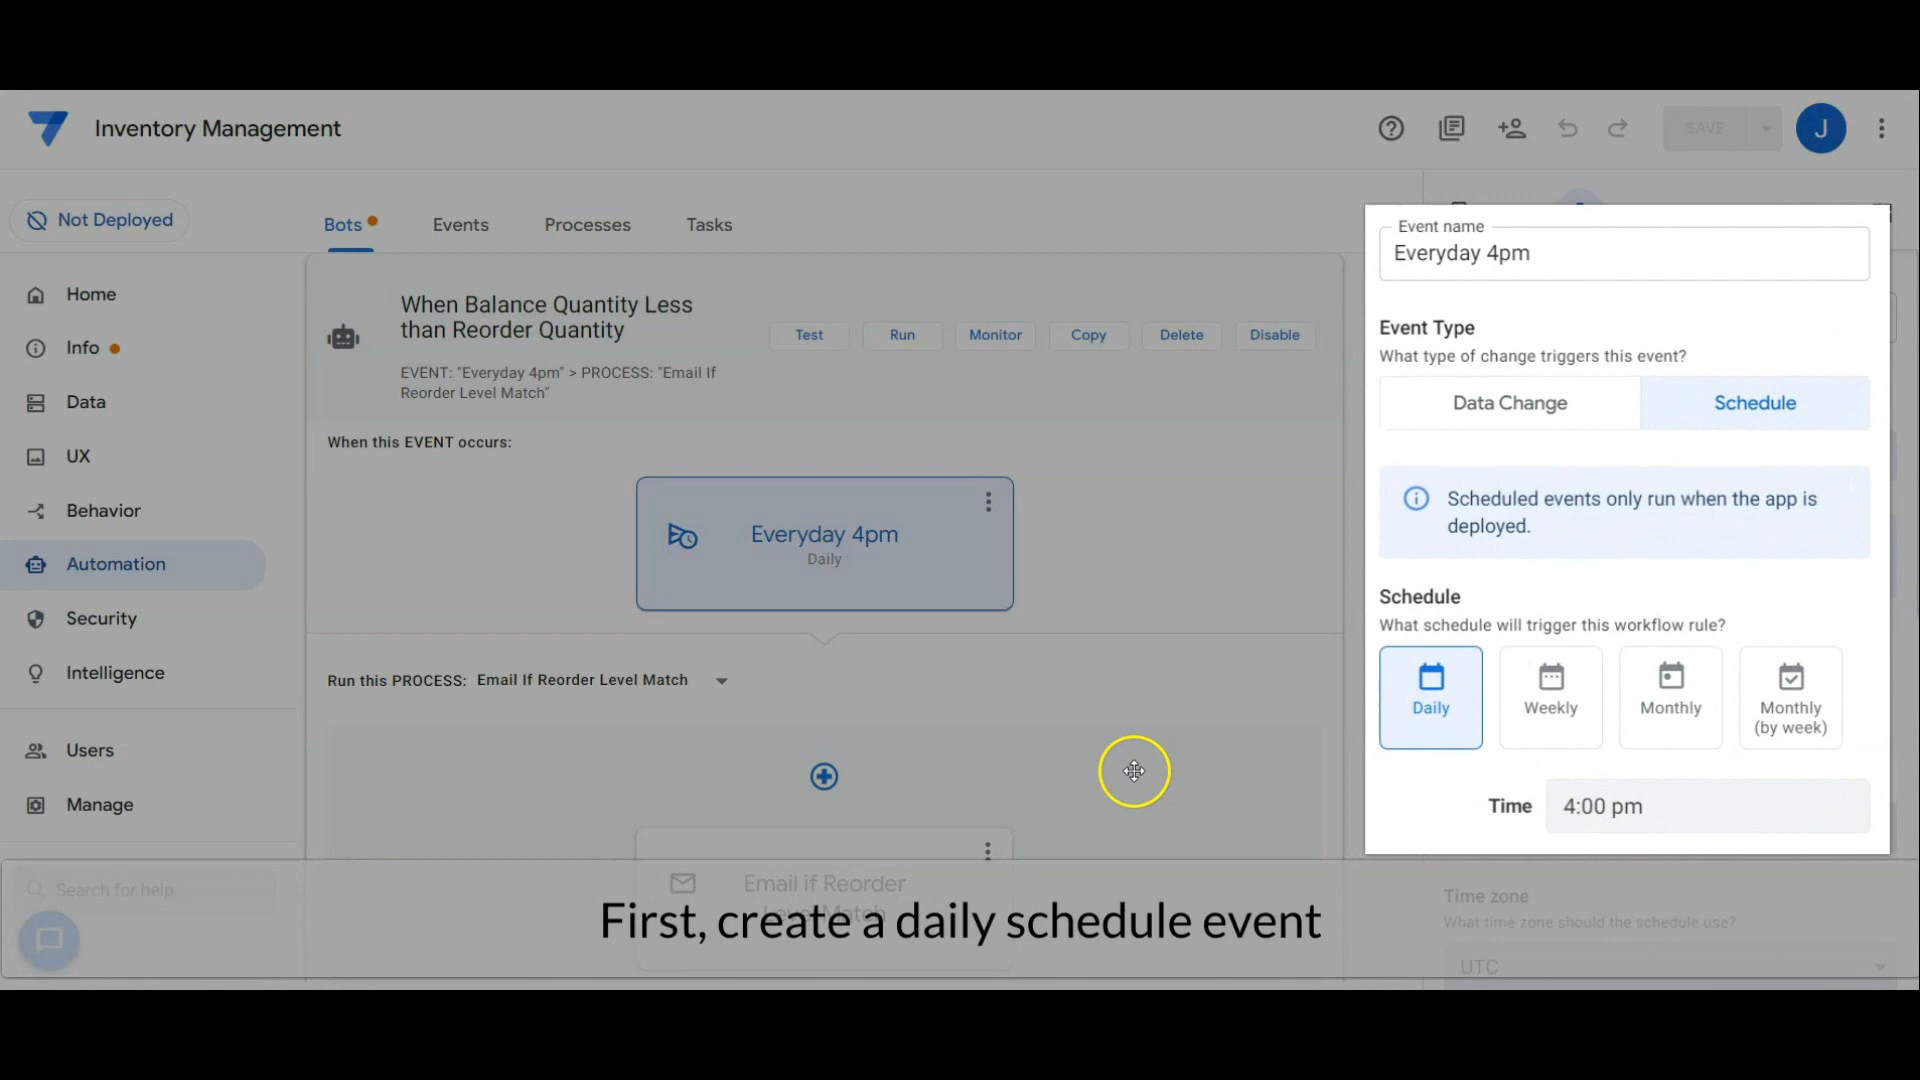 Inventory Management
SAVE
J
Not Deployed
Bots
Events
Processes
Tasks
Home
Info
Data
UX
Behavior
Automation
Security
Intelligence
Users
Manage
Search for help
When Balance Quantity Less
than Reorder Quantity
EVENT: "Everyday 4pm" > PROCESS: "Email If
Reorder Level Match"
Test
Run
Monitor
Copy
Delete
Disable
When this EVENT occurs:
Everyday 4pm
Daily
Run this PROCESS: Email If Reorder Level Match
Email if Reorder
Level Match
First, create a daily schedule event
Event name
Everyday 4pm
Event Type
What type of change triggers this event?
Data Change
Schedule
Scheduled events only run when the app is
deployed.
Schedule
What schedule will trigger this workflow rule?
Daily
Weekly
Monthly
Monthly
(by week)
Time
4:00 pm
Time zone
What time zone should the schedule use?
UTC